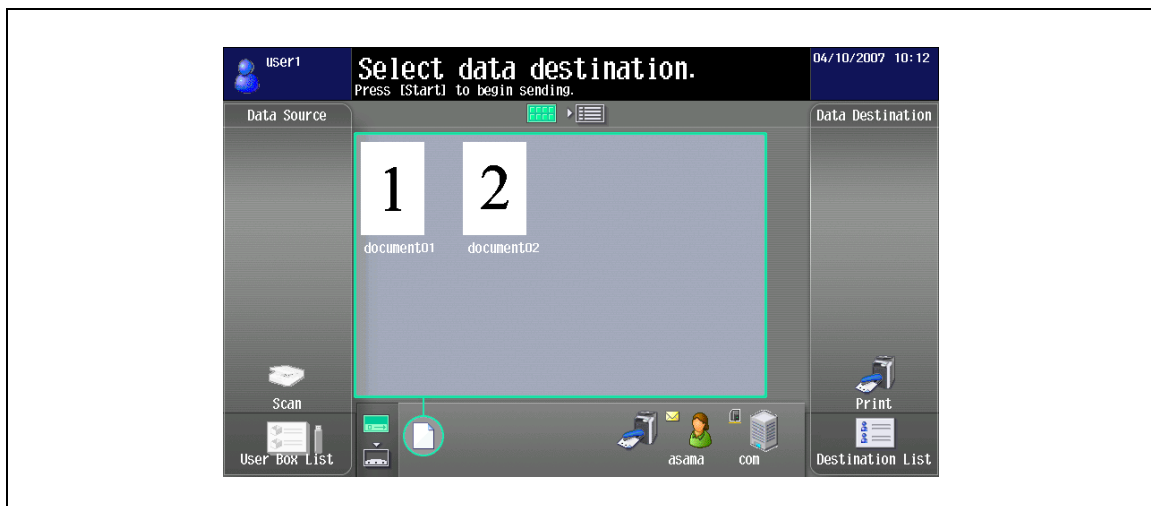 user1
Select data destination.
Press [Start] to begin sending.
04/10/2007 10:12
Data Source
Data Destination
1
2
document01
document02
Scan
Print
User Box List
asama
com
Destination List